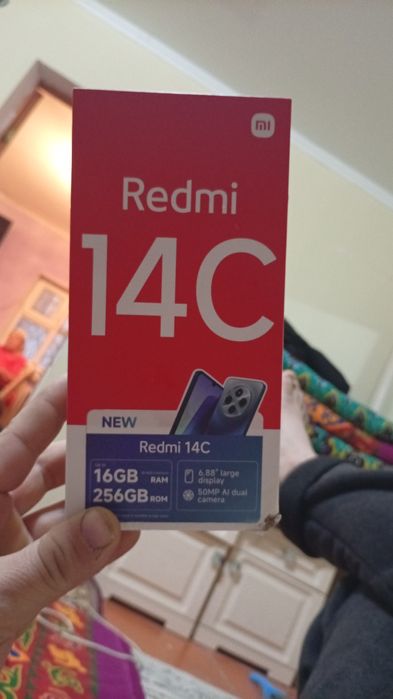 mi
Redmi
14C
NEW
Redmi 14C
16GB RAM
256GB ROM
6.88" large
display
50MP AI dual
camera